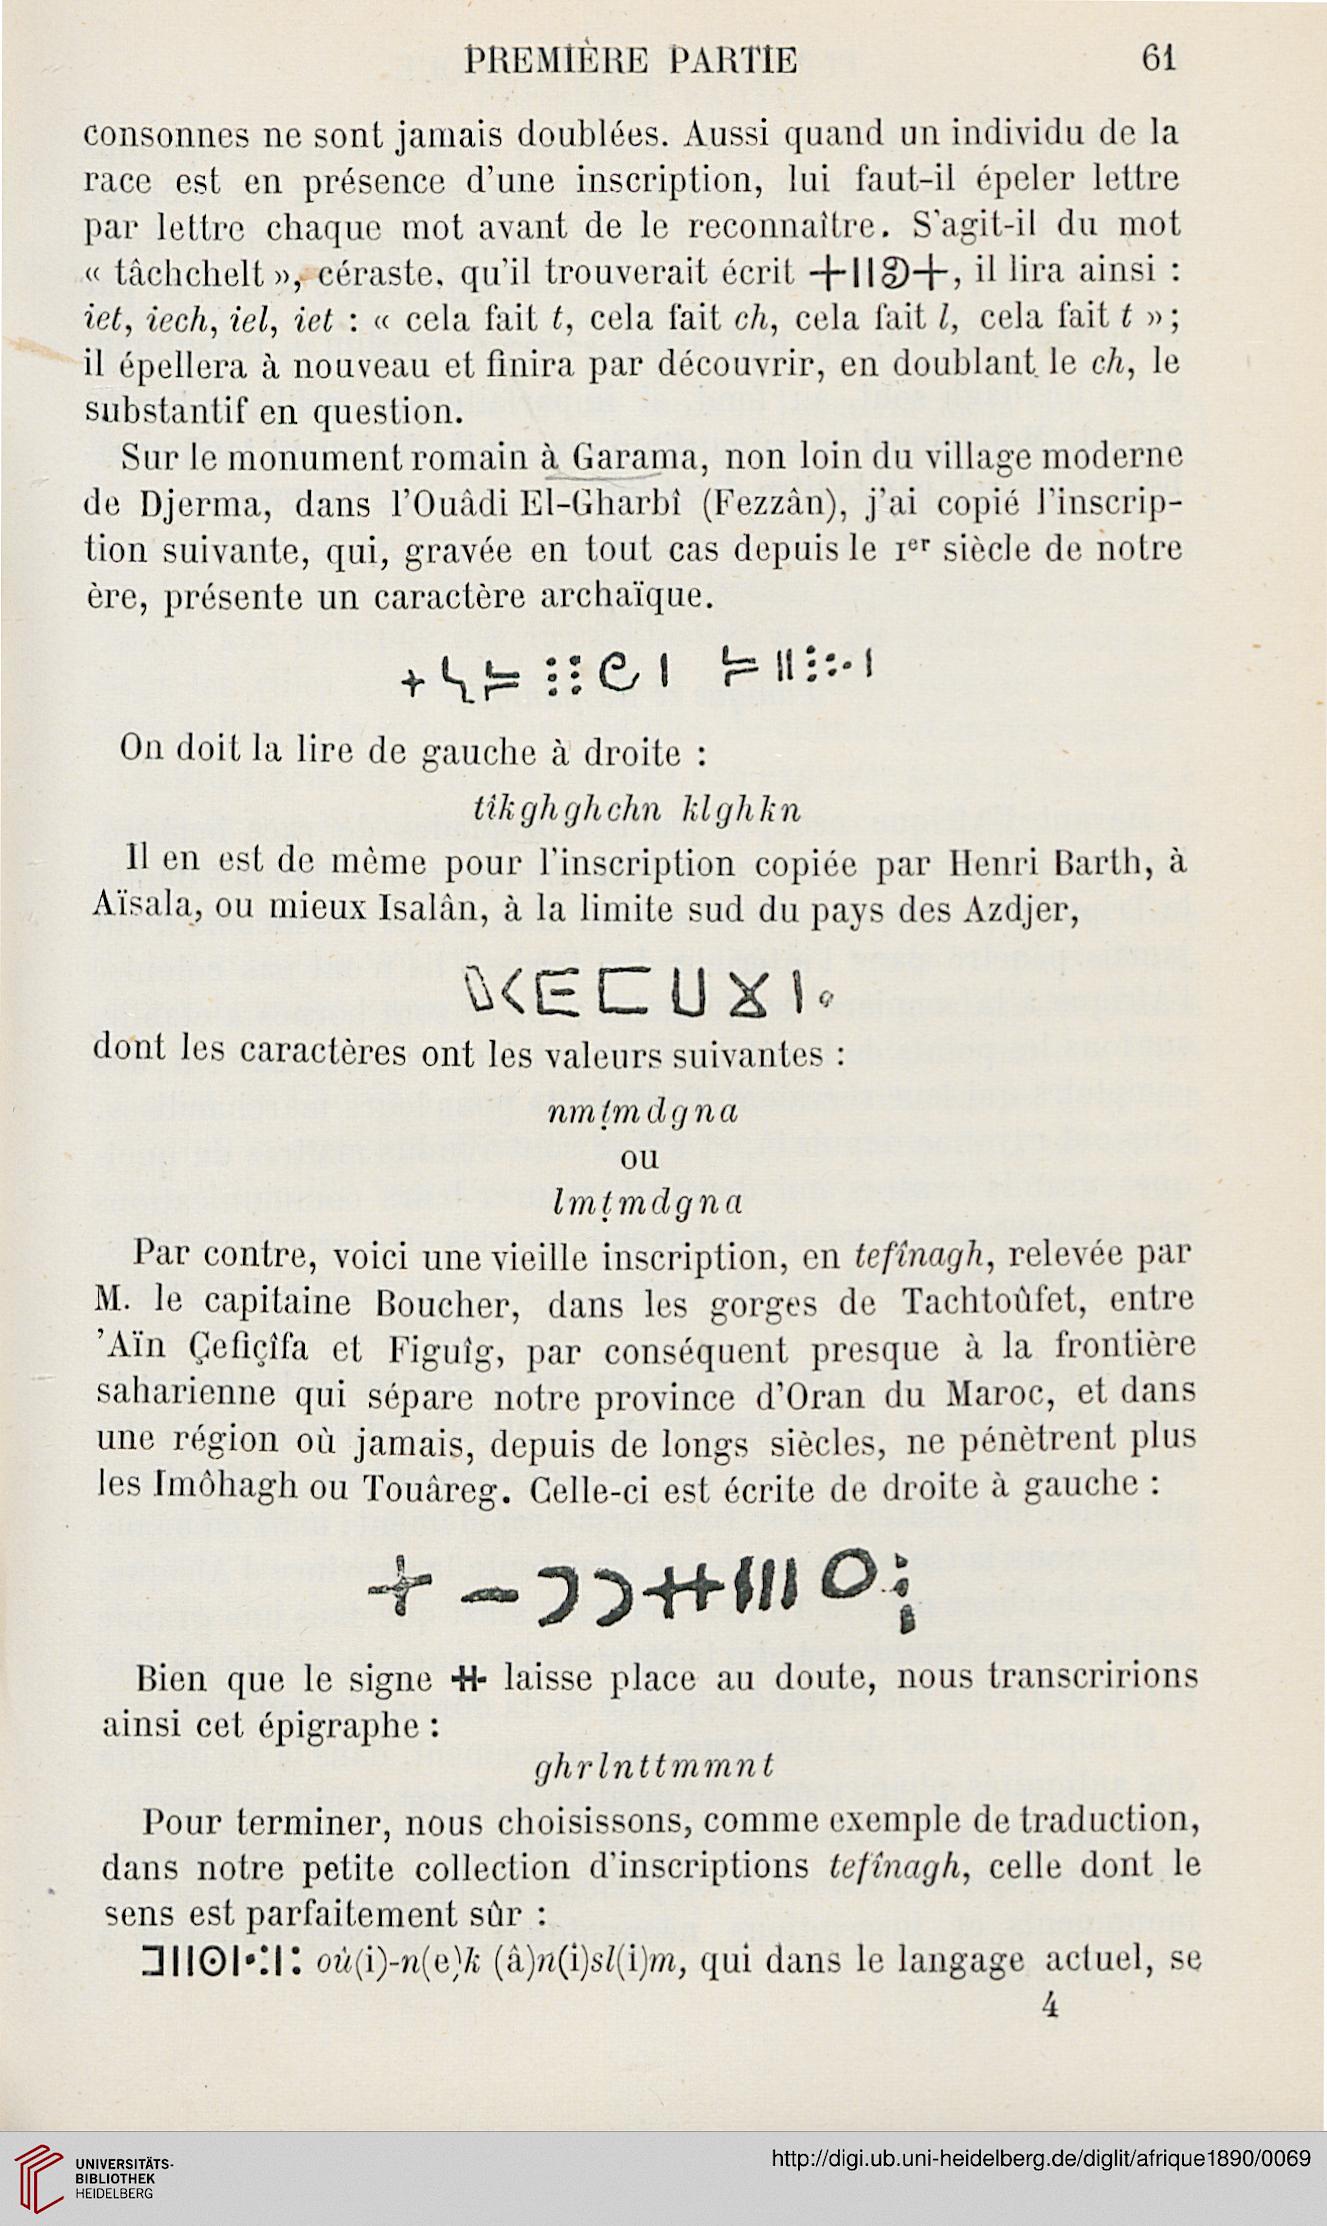 PREMIÈRE PARTIE 61
consonnes ne sont jamais doublées. Aussi quand un individu de la
race est en présence d'une inscription, lui faut-il épeler lettre
par lettre chaque mot avant de le reconnaître. S'agit-il du mot
« tâchchelt », céraste, qu'il trouverait écrit , il lira ainsi :
iet, iech, iel, iet : « cela fait t, cela fait ch, cela fait l, cela fait t » ;
il épellera à nouveau et finira par découvrir, en doublant le ch, le
substantif en question.
Sur le monument romain à Garama, non loin du village moderne
de Djerma, dans l'Ouâdi El-Gharbî (Fezzân), j'ai copié l'inscrip-
tion suivante, qui, gravée en tout cas depuis le Ier siècle de notre
ère, présente un caractère archaïque.
On doit la lire de gauche à droite :
tîkghghchn klghkn
Il en est de même pour l'inscription copiée par Henri Barth, à
Aïsala, ou mieux Isalân, à la limite sud du pays des Azdjer,
dont les caractères ont les valeurs suivantes :
nmṭmdgna
ou
lmṭmdgna
Par contre, voici une vieille inscription, en tefînagh, relevée par
M. le capitaine Boucher, dans les gorges de Tachtoûfet, entre
'Aïn Çefiçîfa et Figuîg, par conséquent presque à la frontière
saharienne qui sépare notre province d'Oran du Maroc, et dans
une région où jamais, depuis de longs siècles, ne pénètrent plus
les Imôhagh ou Touâreg. Celle-ci est écrite de droite à gauche :
Bien que le signe laisse place au doute, nous transcririons
ainsi cet épigraphe :
ghrlnttmmnt
Pour terminer, nous choisissons, comme exemple de traduction,
dans notre petite collection d'inscriptions tefînagh, celle dont le
sens est parfaitement sûr :
où(i)-n(e)k (â)n(i)sl(i)m, qui dans le langage actuel, se
4
UNIVERSITÄTS-
BIBLIOTHEK
HEIDELBERG
http://digi.ub.uni-heidelberg.de/diglit/afrique1890/0069